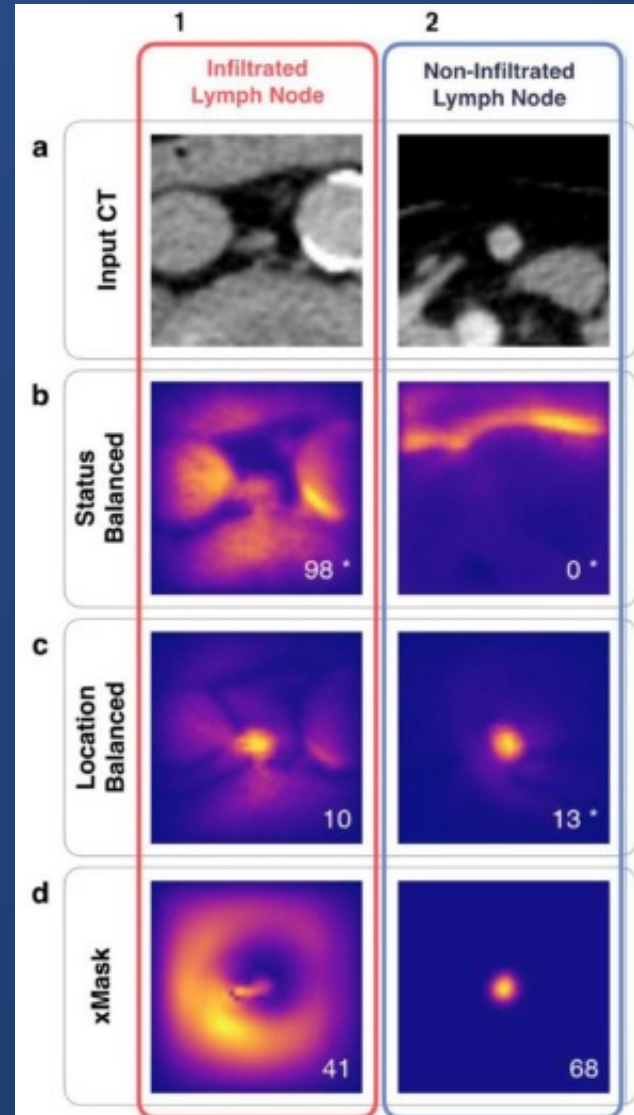 1
2
Infiltrated
Lymph Node
Non-Infiltrated
Lymph Node
a
Input CT
b
Status
Balanced
98 *
0 *
c
Location
Balanced
10
13 *
d
xMask
41
68